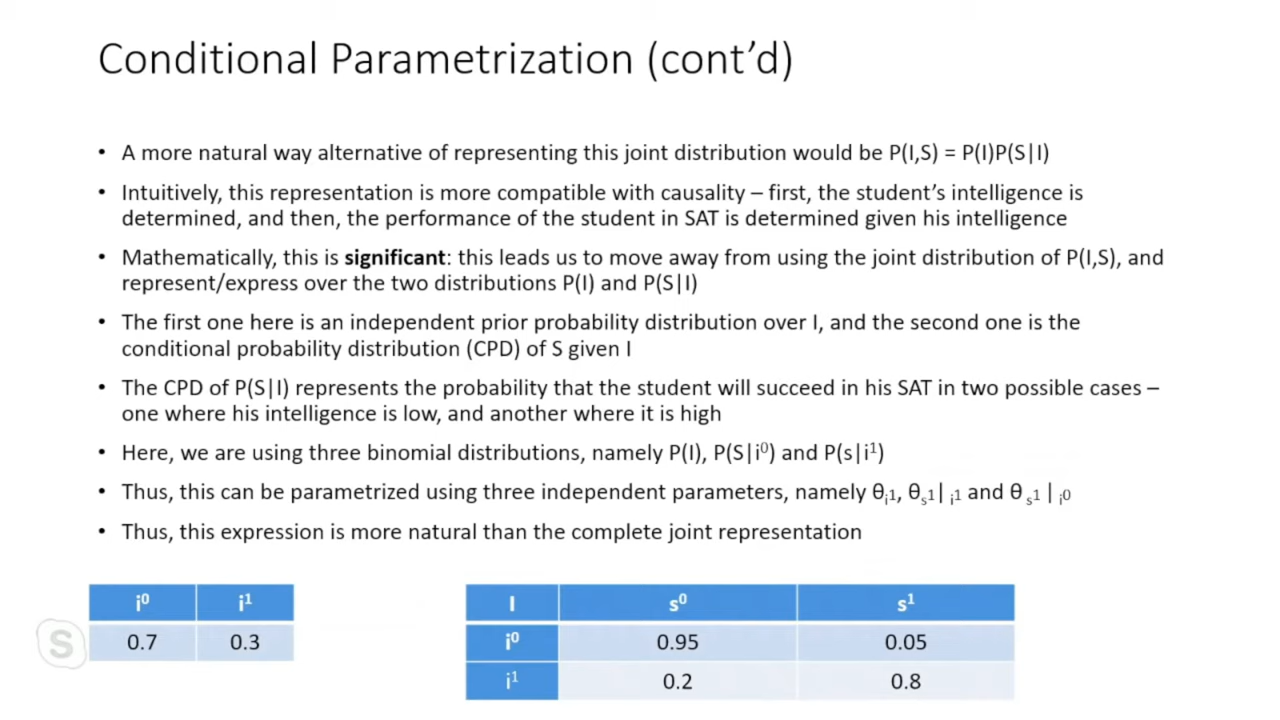 Conditional Parametrization (cont’d)
• A more natural way alternative of representing this joint distribution would be P(I,S) = P(I)P(S|I)
• Intuitively, this representation is more compatible with causality – first, the student’s intelligence is
determined, and then, the performance of the student in SAT is determined given his intelligence
• Mathematically, this is significant: this leads us to move away from using the joint distribution of P(I,S), and
represent/express over the two distributions P(I) and P(S|I)
• The first one here is an independent prior probability distribution over I, and the second one is the
conditional probability distribution (CPD) of S given I
• The CPD of P(S|I) represents the probability that the student will succeed in his SAT in two possible cases –
one where his intelligence is low, and another where it is high
• Here, we are using three binomial distributions, namely P(I), P(S|i⁰) and P(s|i¹)
• Thus, this can be parametrized using three independent parameters, namely θi1, θs1| i1 and θ s1 | i0
• Thus, this expression is more natural than the complete joint representation
i⁰ i¹
0.7 0.3
I s⁰ s¹
i⁰ 0.95 0.05
i¹ 0.2 0.8
S